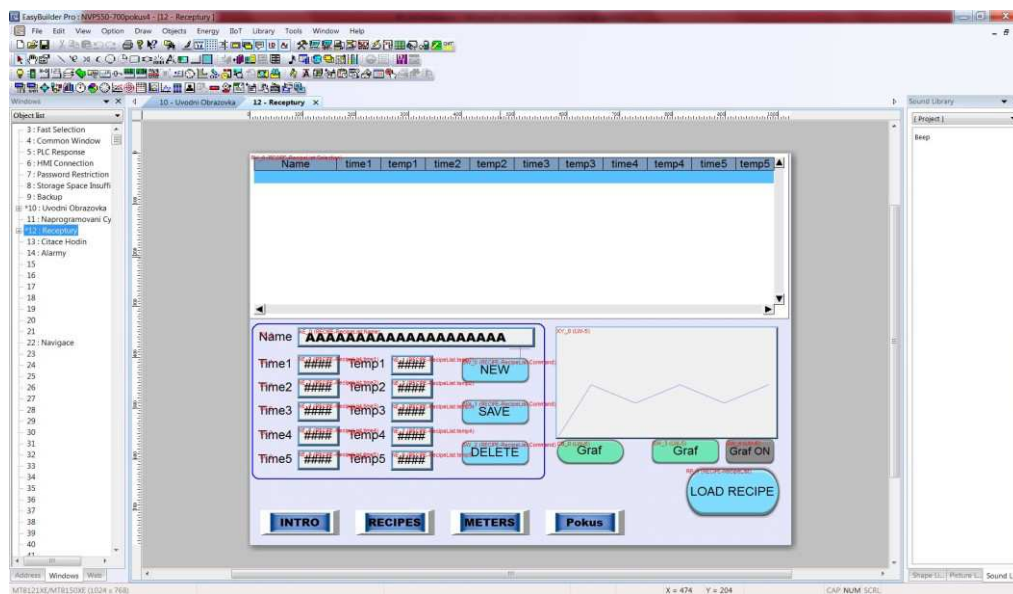 EasyBuilder Pro : NVP550-700pokusv4 - [12 - Receptury ]
File Edit View Option Draw Objects Energy IIoT Library Tools Window Help
Windows
10 - Uvodni Obrazovka 12 - Receptury
Sound Library
Object list
[ Project ]
Beep
3 : Fast Selection
4 : Common Window
5 : PLC Response
6 : HMI Connection
7 : Password Restriction
8 : Storage Space Insuffi
9 : Backup
*10 : Uvodni Obrazovka
11 : Naprogramovani Cy
*12 : Receptury
13 : Citace Hodin
14 : Alarmy
15
16
17
18
19
20
21
22 : Navigace
23
24
25
26
27
28
29
30
31
32
33
34
35
36
37
38
39
40
41
Name time1 temp1 time2 temp2 time3 temp3 time4 temp4 time5 temp5
Name AAAAAAAAAAAAAAAAAAAA
Time1 #### Temp1 #### NEW
Time2 #### Temp2 ####
Time3 #### Temp3 #### SAVE
Time4 #### Temp4 ####
Time5 #### Temp5 #### DELETE
Graf Graf Graf ON
LOAD RECIPE
INTRO RECIPES METERS Pokus
Address Windows Web
Shape Li... Picture L... Sound L
MT8121XE/MT8150XE (1024 x 768) X = 474 Y = 204 CAP NUM SCRL